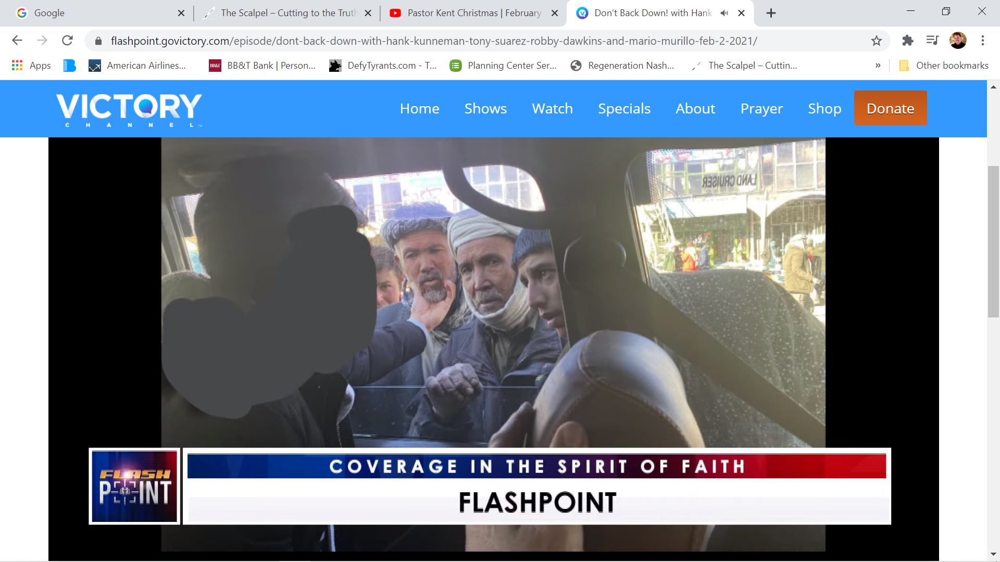 Google
The Scalpel – Cutting to the Truth
Pastor Kent Christmas | February
Don't Back Down! with Hank
flashpoint.govictory.com/episode/dont-back-down-with-hank-kunneman-tony-suarez-robby-dawkins-and-mario-murillo-feb-2-2021/
Apps
American Airlines...
BB&T
BB&T Bank | Person...
DefyTyrants.com - T...
Planning Center Ser...
Regeneration Nash...
The Scalpel – Cuttin...
»
Other bookmarks
VICTORY
CHANNEL™
Home
Shows
Watch
Specials
About
Prayer
Shop
Donate
LAND CRUISER
FLASH
POINT
COVERAGE IN THE SPIRIT OF FAITH
FLASHPOINT